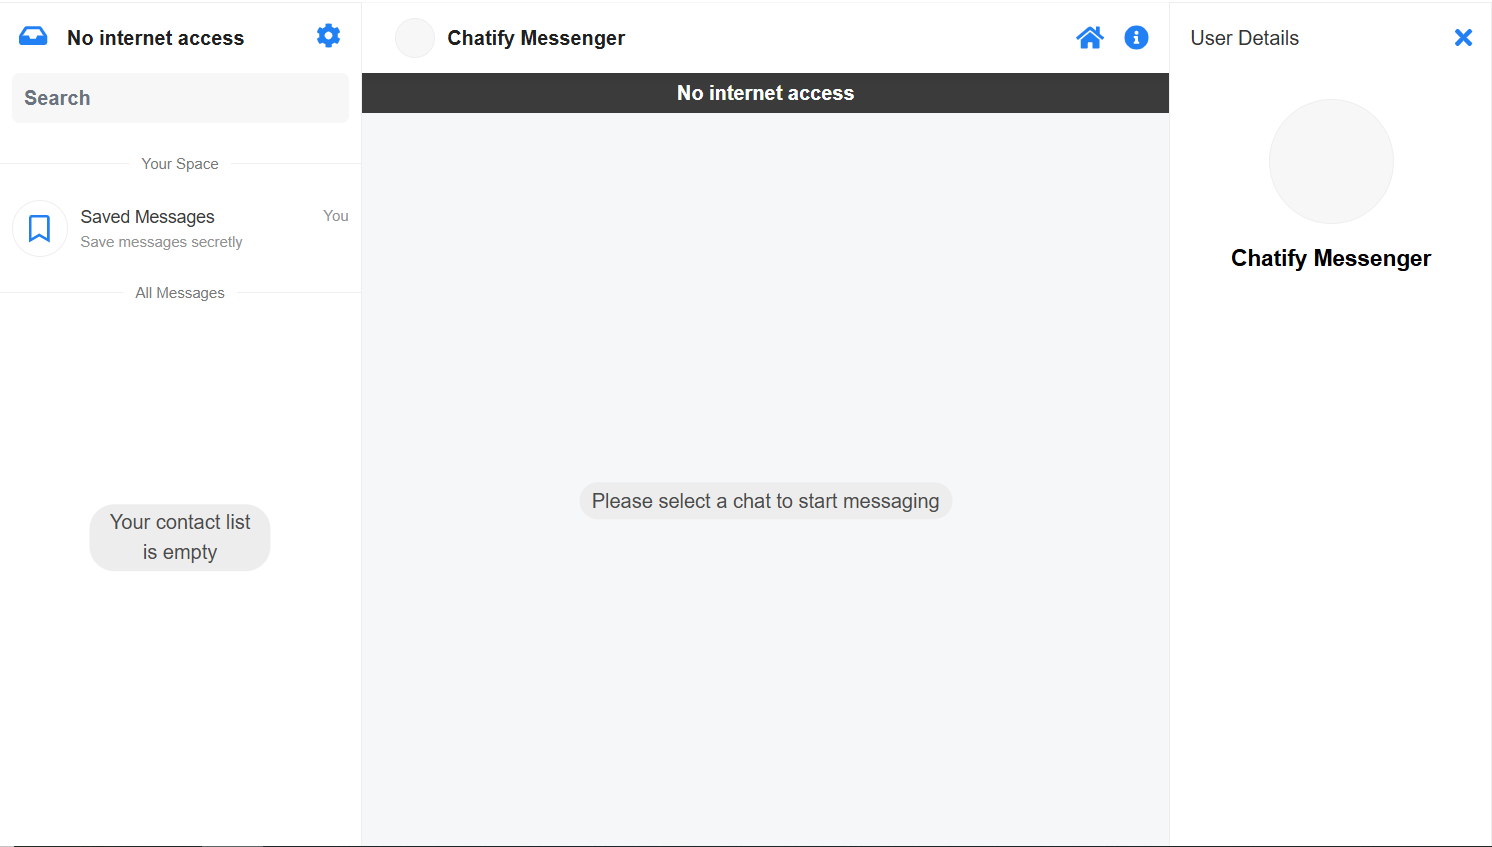 No internet access
Search
Your Space
Saved Messages
You
Save messages secretly
All Messages
Your contact list
is empty
Chatify Messenger
No internet access
Please select a chat to start messaging
User Details
Chatify Messenger